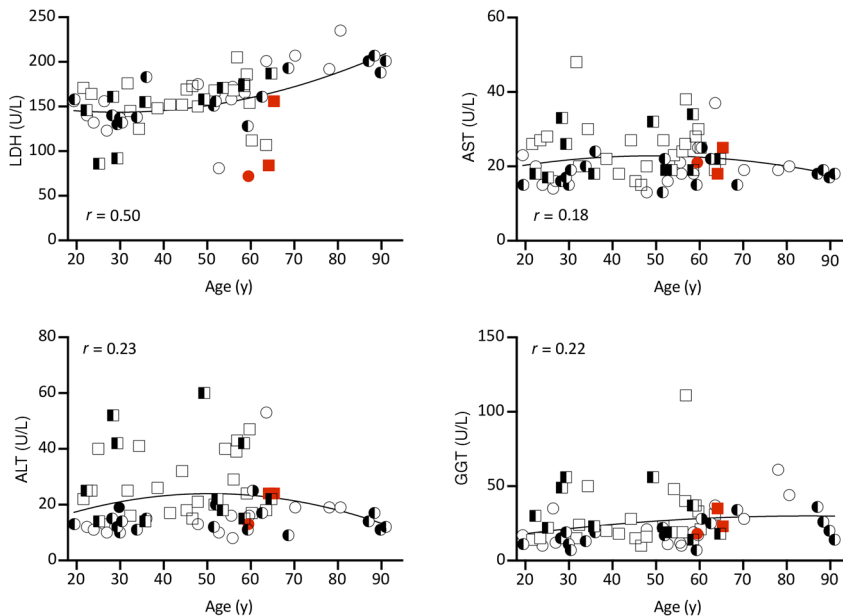 250
200
150
100
50
0
LDH (U/L)
r = 0.50
20 30 40 50 60 70 80 90
Age (y)
60
40
20
0
AST (U/L)
r = 0.18
20 30 40 50 60 70 80 90
Age (y)
80
60
40
20
0
ALT (U/L)
r = 0.23
20 30 40 50 60 70 80 90
Age (y)
150
100
50
0
GGT (U/L)
r = 0.22
20 30 40 50 60 70 80 90
Age (y)